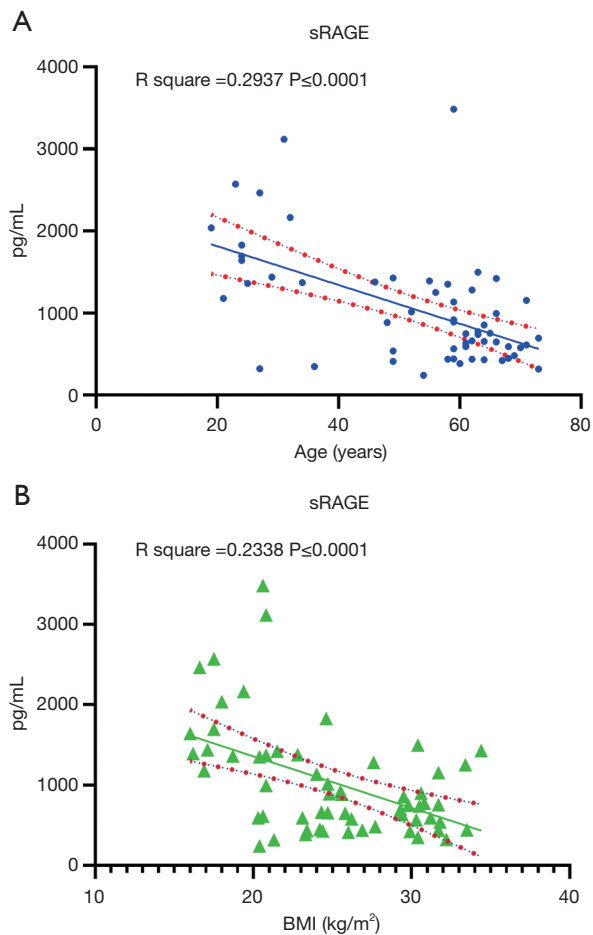 A
sRAGE
4000
R square =0.2937 P≤0.0001
3000
pg/mL
2000
1000
0
0 20 40 60 80
Age (years)
B
sRAGE
4000
R square =0.2338 P≤0.0001
3000
pg/mL
2000
1000
0
10 20 30 40
BMI (kg/m²)